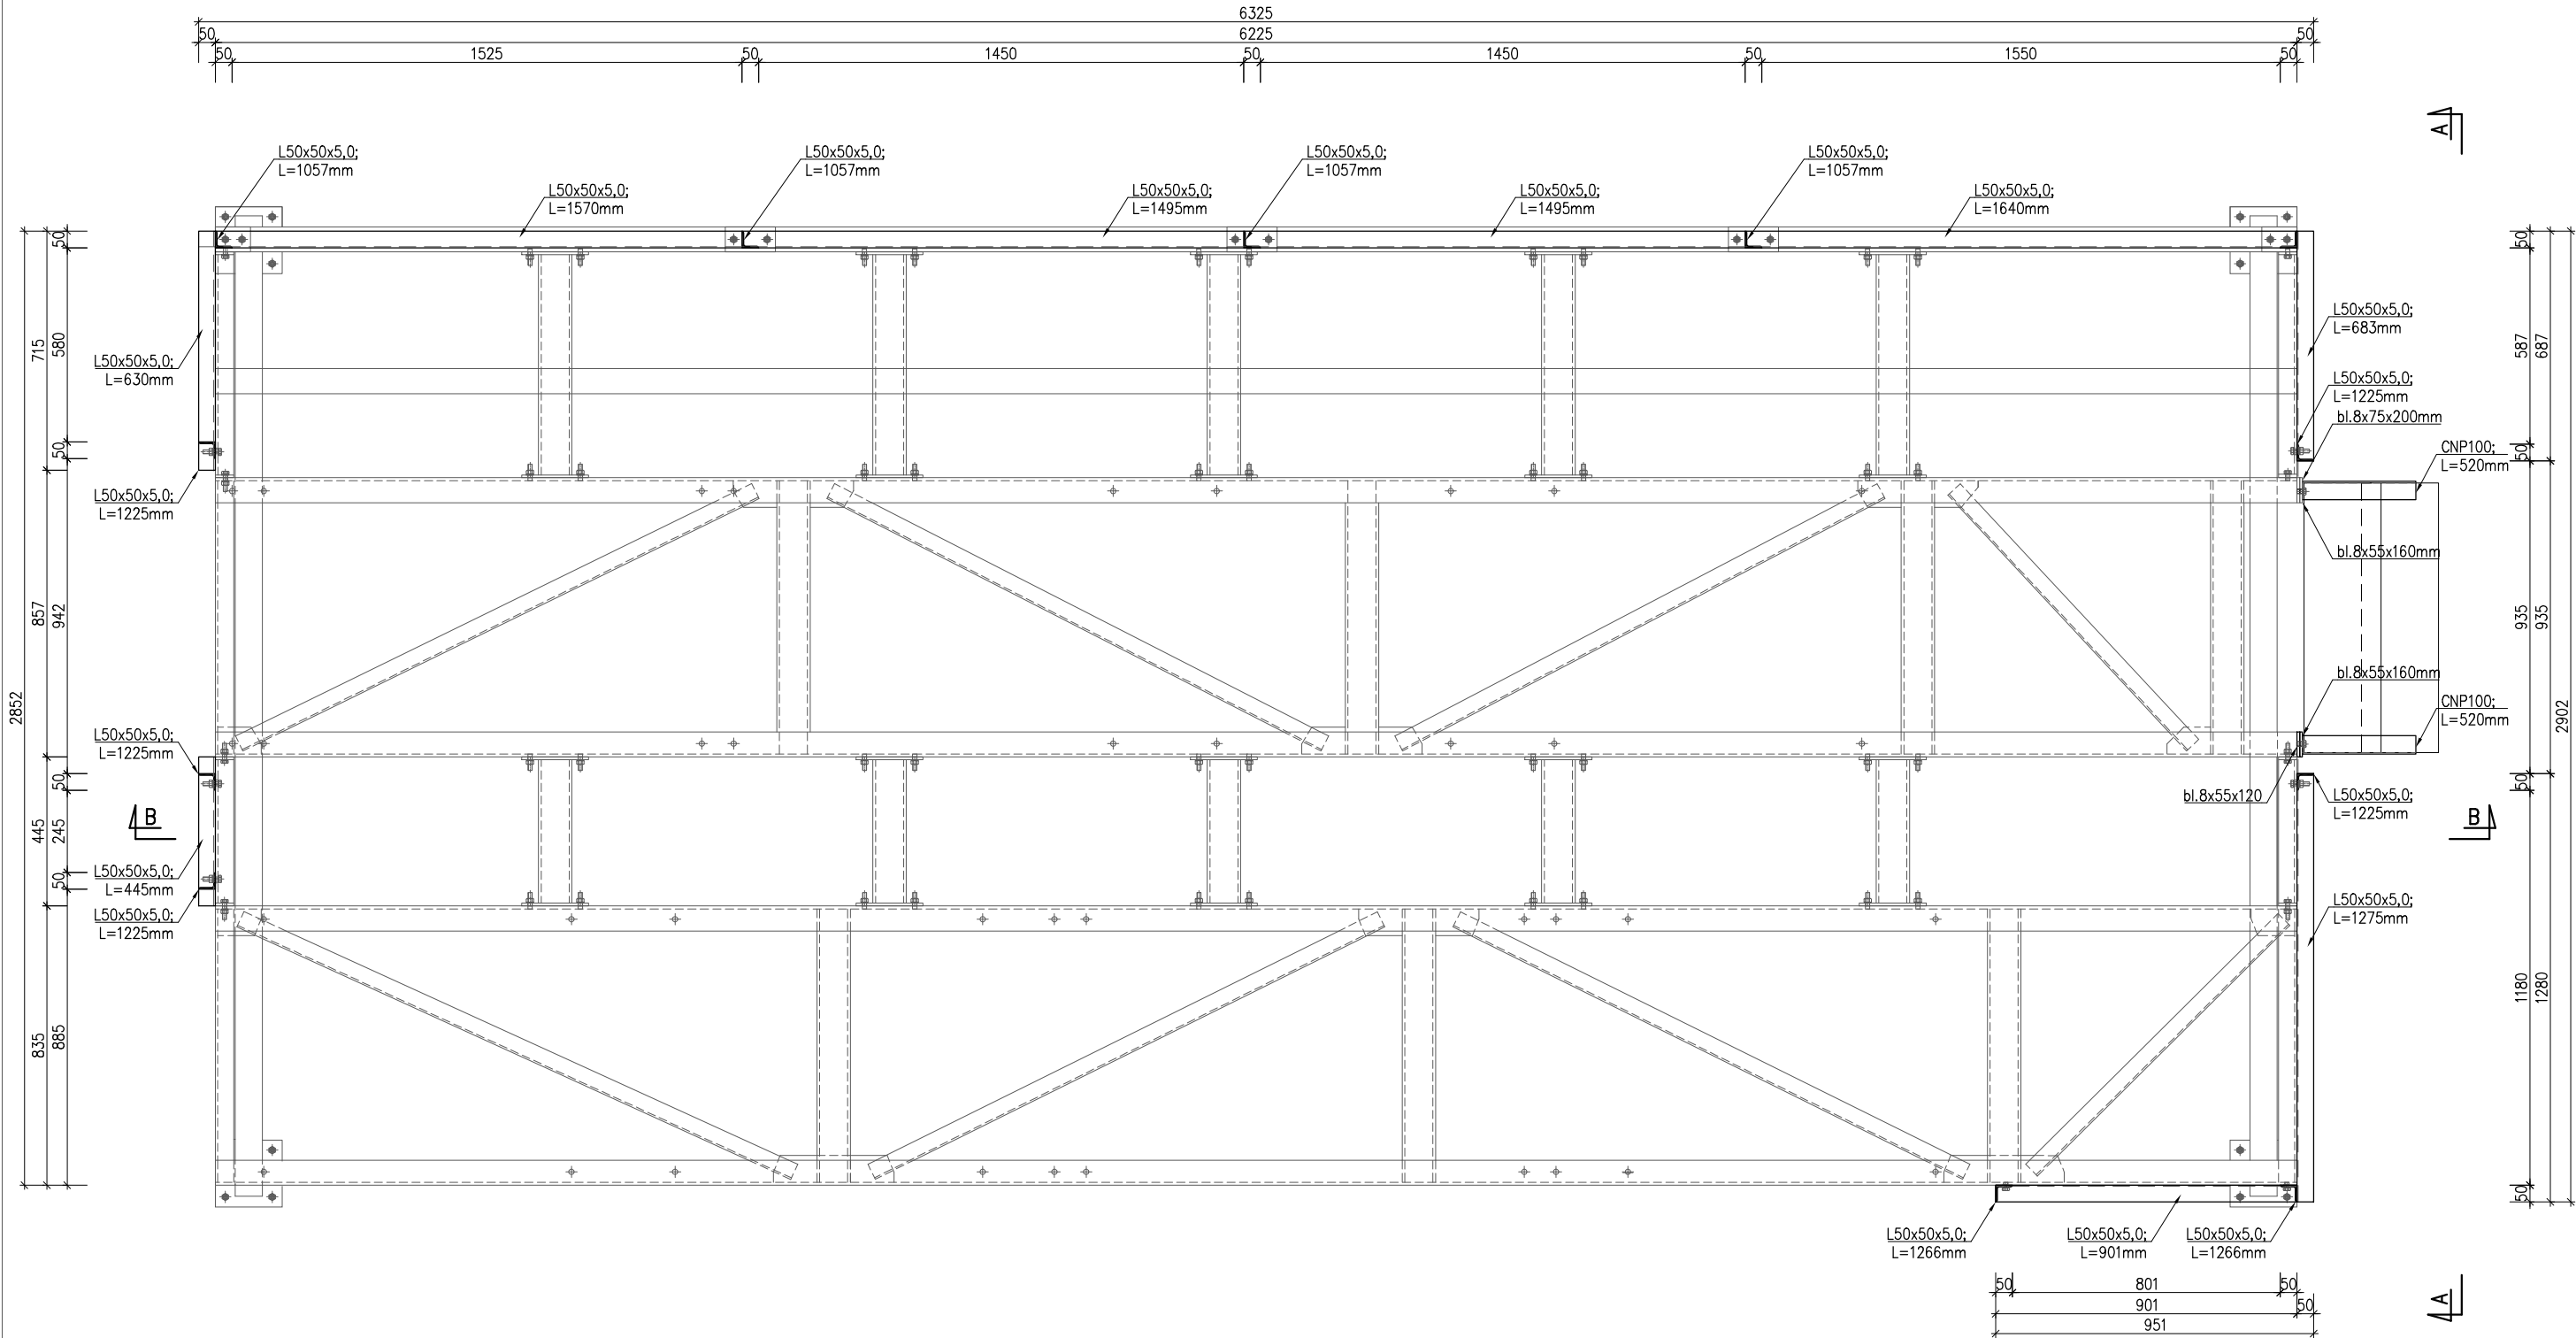 6325
50
6225
50
50
1525
50
1450
50
1450
50
1550
50
A
L50x50x5,0;
L=1057mm
L50x50x5,0;
L=1057mm
L50x50x5,0;
L=1057mm
L50x50x5,0;
L=1057mm
L50x50x5,0;
L=1570mm
L50x50x5,0;
L=1495mm
L50x50x5,0;
L=1495mm
L50x50x5,0;
L=1640mm
2852
715
857
445
835
50
580
50
942
50
245
50
885
L50x50x5,0;
L=630mm
L50x50x5,0;
L=1225mm
L50x50x5,0;
L=1225mm
B
L50x50x5,0;
L=445mm
L50x50x5,0;
L=1225mm
L50x50x5,0;
L=683mm
L50x50x5,0;
L=1225mm
bl.8x75x200mm
CNP100;
L=520mm
bl.8x55x160mm
bl.8x55x160mm
CNP100;
L=520mm
bl.8x55x120
L50x50x5,0;
L=1225mm
B
L50x50x5,0;
L=1275mm
50
587
50
935
50
1180
50
687
935
1280
2902
L50x50x5,0;
L=1266mm
L50x50x5,0;
L=901mm
L50x50x5,0;
L=1266mm
50
801
50
901
50
951
A